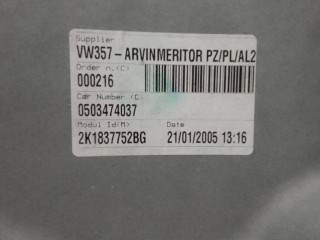 Supplier
VW357-ARVINMERITOR PZ/PL/AL2
Order n.(C)
000216
Car Number (C)
0503474037
Modul Id(M)
2K1837752BG
Date
21/01/2005 13:16